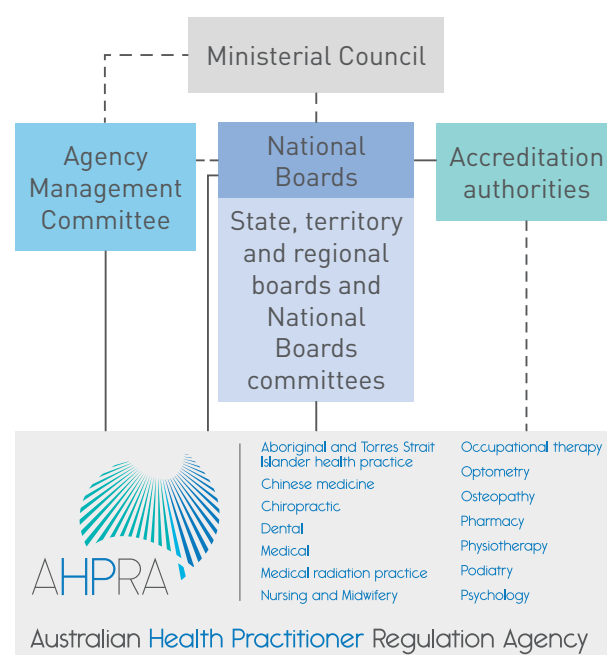 Ministerial Council
Agency
Management
Committee
National
Boards
Accreditation
authorities
State, territory
and regional
boards and
National
Boards
committees
AHPRA
Aboriginal and Torres Strait
Islander health practice
Chinese medicine
Chiropractic
Dental
Medical
Medical radiation practice
Nursing and Midwifery
Occupational therapy
Optometry
Osteopathy
Pharmacy
Physiotherapy
Podiatry
Psychology
Australian Health Practitioner Regulation Agency